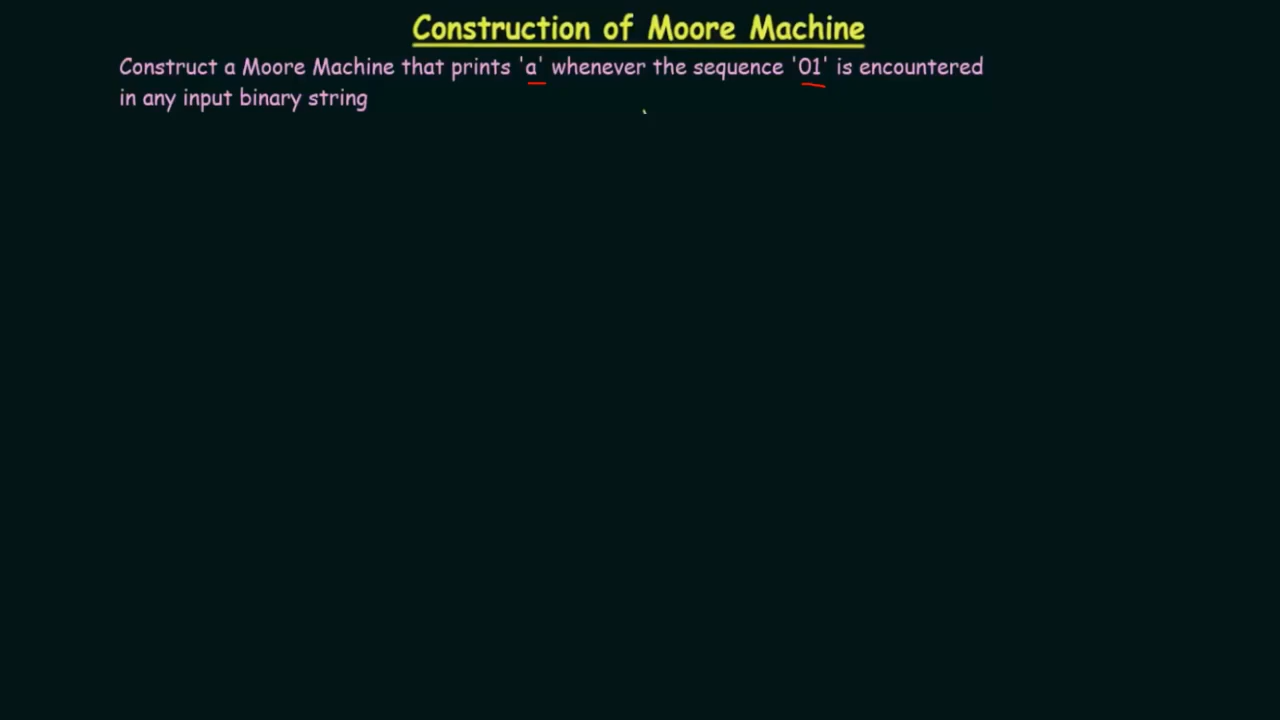 Construction of Moore Machine
Construct a Moore Machine that prints 'a' whenever the sequence '01' is encountered
in any input binary string